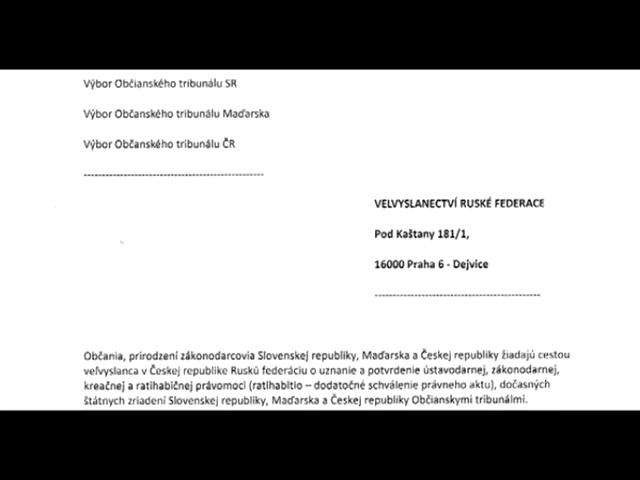 Výbor Občianského tribunálu SR
Výbor Občanského tribunálu Maďarska
Výbor Občanského tribunálu ČR
--------------------------------------------------
VELVYSLANECTVÍ RUSKÉ FEDERACE
Pod Kaštany 181/1,
16000 Praha 6 - Dejvice
----------------------------------------------
Občania, prirodzení zákonodarcovia Slovenskej republiky, Maďarska a Českej republiky žiadajú cestou
veľvyslanca v Českej republike Ruskú federáciu o uznanie a potvrdenie ústavodarnej, zákonodarnej,
kreačnej a ratihabičnej právomoci (ratihabitio – dodatočné schválenie právneho aktu), dočasných
štátnych zriadení Slovenskej republiky, Maďarska a Českej republiky Občianskymi tribunálmi.